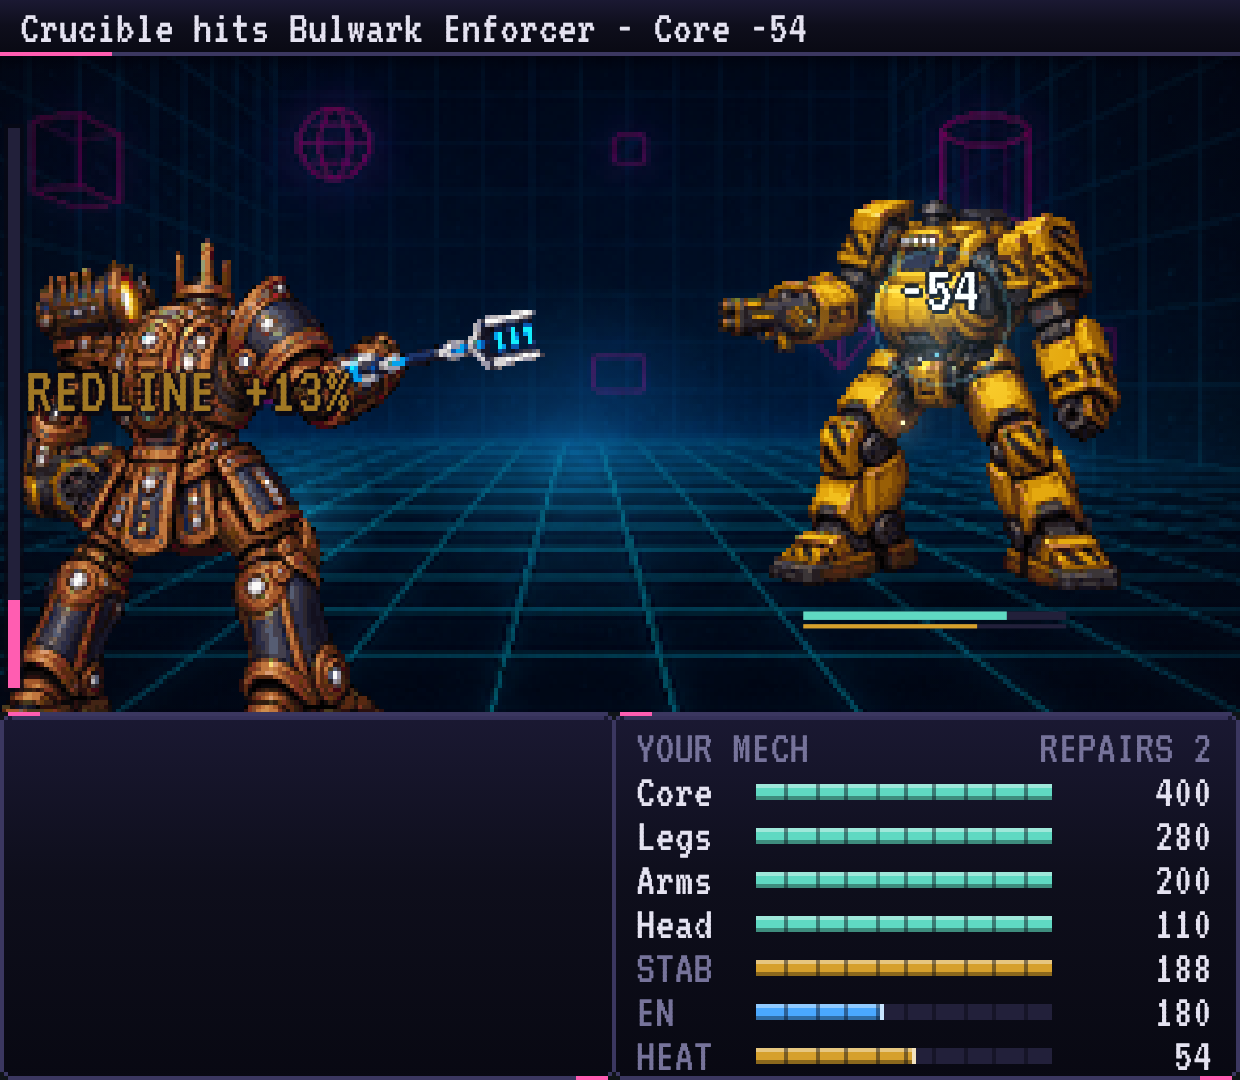 Crucible hits Bulwark Enforcer - Core -54
-54
REDLINE +13%
YOUR MECH REPAIRS 2
Core 400
Legs 280
Arms 200
Head 110
STAB 188
EN 180
HEAT 54